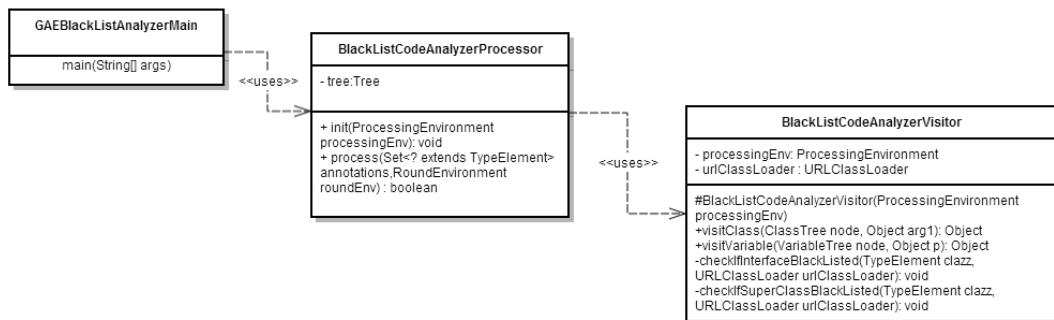 GAEBlackListAnalyzerMain
main(String[] args)
<<uses>>
BlackListCodeAnalyzerProcessor
- tree:Tree
+ init(ProcessingEnvironment
processingEnv): void
+ process(Set<? extends TypeElement>
annotations,RoundEnvironment
roundEnv) : boolean
<<uses>>
BlackListCodeAnalyzerVisitor
- processingEnv: ProcessingEnvironment
- urlClassLoader : URLClassLoader
#BlackListCodeAnalyzerVisitor(ProcessingEnvironment
processingEnv)
+visitClass(ClassTree node, Object arg1): Object
+visitVariable(VariableTree node, Object p): Object
-checkIfInterfaceBlackListed(TypeElement clazz,
URLClassLoader urlClassLoader): void
-checkIfSuperClassBlackListed(TypeElement clazz,
URLClassLoader urlClassLoader): void